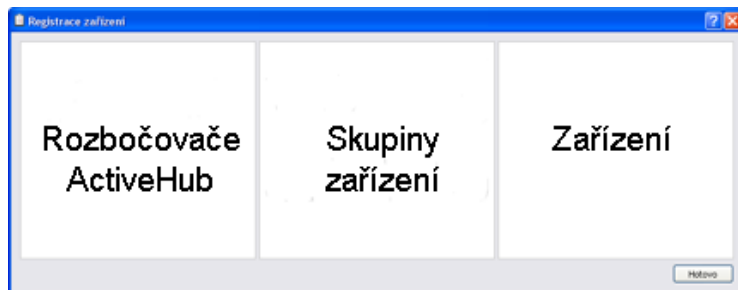 Registrace zařízení
Rozbočovače
ActiveHub
Skupiny
zařízení
Zařízení
Hotovo